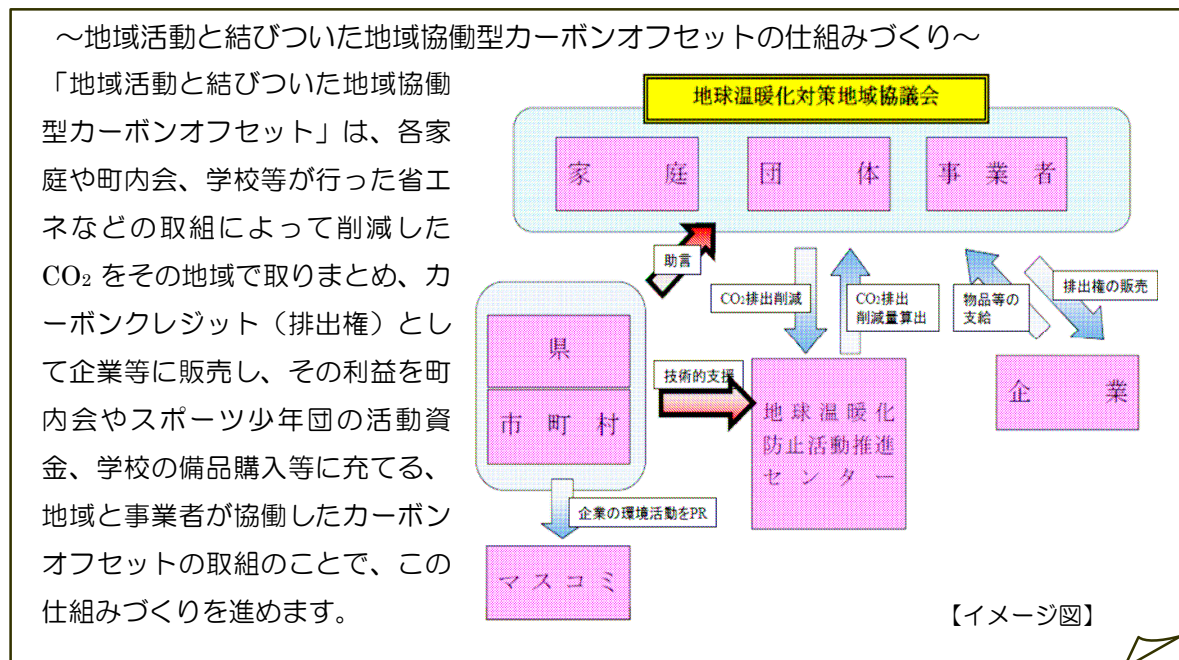 ～地域活動と結びついた地域協働型カーボンオフセットの仕組みづくり～
「地域活動と結びついた地域協働
型カーボンオフセット」は、各家
庭や町内会、学校等が行った省エ
ネなどの取組によって削減した
CO₂ をその地域で取りまとめ、カ
ーボンクレジット（排出権）とし
て企業等に販売し、その利益を町
内会やスポーツ少年団の活動資
金、学校の備品購入等に充てる、
地域と事業者が協働したカーボン
オフセットの取組のことで、この
仕組みづくりを進めます。
地球温暖化対策地域協議会
家庭
団体
事業者
助言
CO₂排出削減
CO₂排出
削減量算出
物品等の
支給
排出権の販売
県
市町村
技術的支援
地球温暖化
防止活動推進
センター
企業
企業の環境活動をPR
マスコミ
【イメージ図】